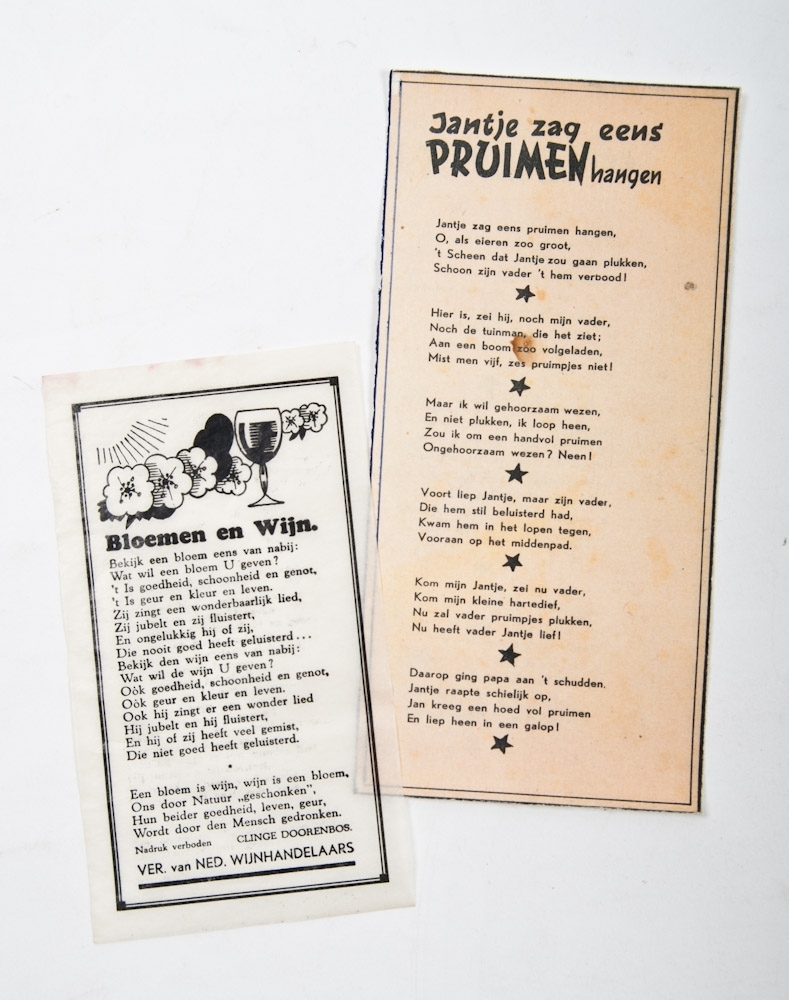 Jantje zag eens
PRUIMEN hangen
Jantje zag eens pruimen hangen,
O, als eieren zoo groot,
't Scheen dat Jantje zou gaan plukken,
Schoon zijn vader 't hem verbood!
Hier is, zei hij, noch mijn vader,
Noch de tuinman, die het ziet;
Aan een boom zoo volgeladen,
Mist men vijf, zes pruimpjes niet!
Maar ik wil gehoorzaam wezen,
En niet plukken, ik loop heen,
Zou ik om een handvol pruimen
Ongehoorzaam wezen? Neen!
Voort liep Jantje, maar zijn vader,
Die hem stil beluisterd had,
Kwam hem in het lopen tegen,
Vooraan op het middenpad.
Kom mijn Jantje, zei nu vader,
Kom mijn kleine hartedief,
Nu zal vader pruimpjes plukken,
Nu heeft vader Jantje lief!
Daarop ging papa aan 't schudden.
Jantje raapte schielijk op,
Jan kreeg een hoed vol pruimen
En liep heen in een galop!
Bloemen en Wijn.
Bekijk een bloem eens van nabij:
Wat wil een bloem U geven?
't Is goedheid, schoonheid en genot,
't Is geur en kleur en leven.
Zij zingt een wonderbaarlijk lied,
Zij jubelt en zij fluistert,
En ongelukkig hij of zij,
Die nooit goed heeft geluisterd...
Bekijk den wijn eens van nabij:
Wat wil de wijn U geven?
Oòk goedheid, schoonheid en genot,
Oòk geur en kleur en leven.
Ook hij zingt er een wonder lied
Hij jubelt en hij fluistert,
En hij of zij heeft veel gemist,
Die niet goed heeft geluisterd.
Een bloem is wijn, wijn is een bloem,
Ons door Natuur „geschonken",
Hun beider goedheid, leven, geur,
Wordt door den Mensch gedronken.
Nadruk verboden CLINGE DOORENBOS.
VER. van NED. WIJNHANDELAARS